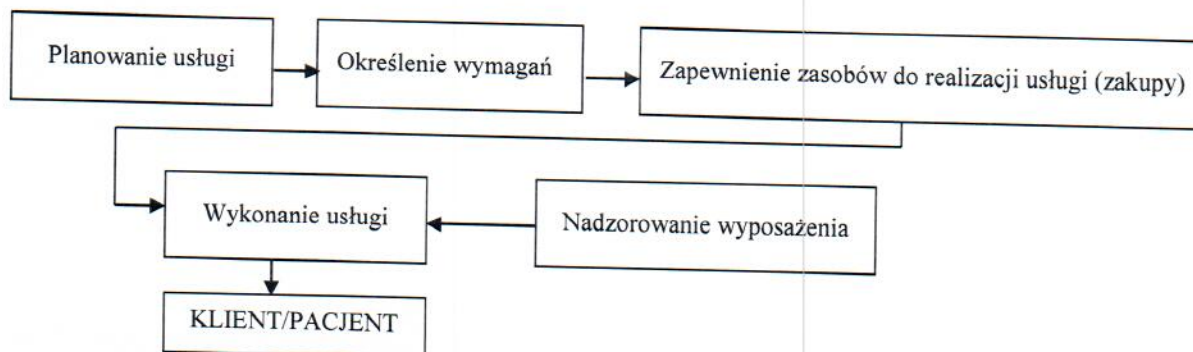 Planowanie usługi
Określenie wymagań
Zapewnienie zasobów do realizacji usługi (zakupy)
Wykonanie usługi
Nadzorowanie wyposażenia
KLIENT/PACJENT